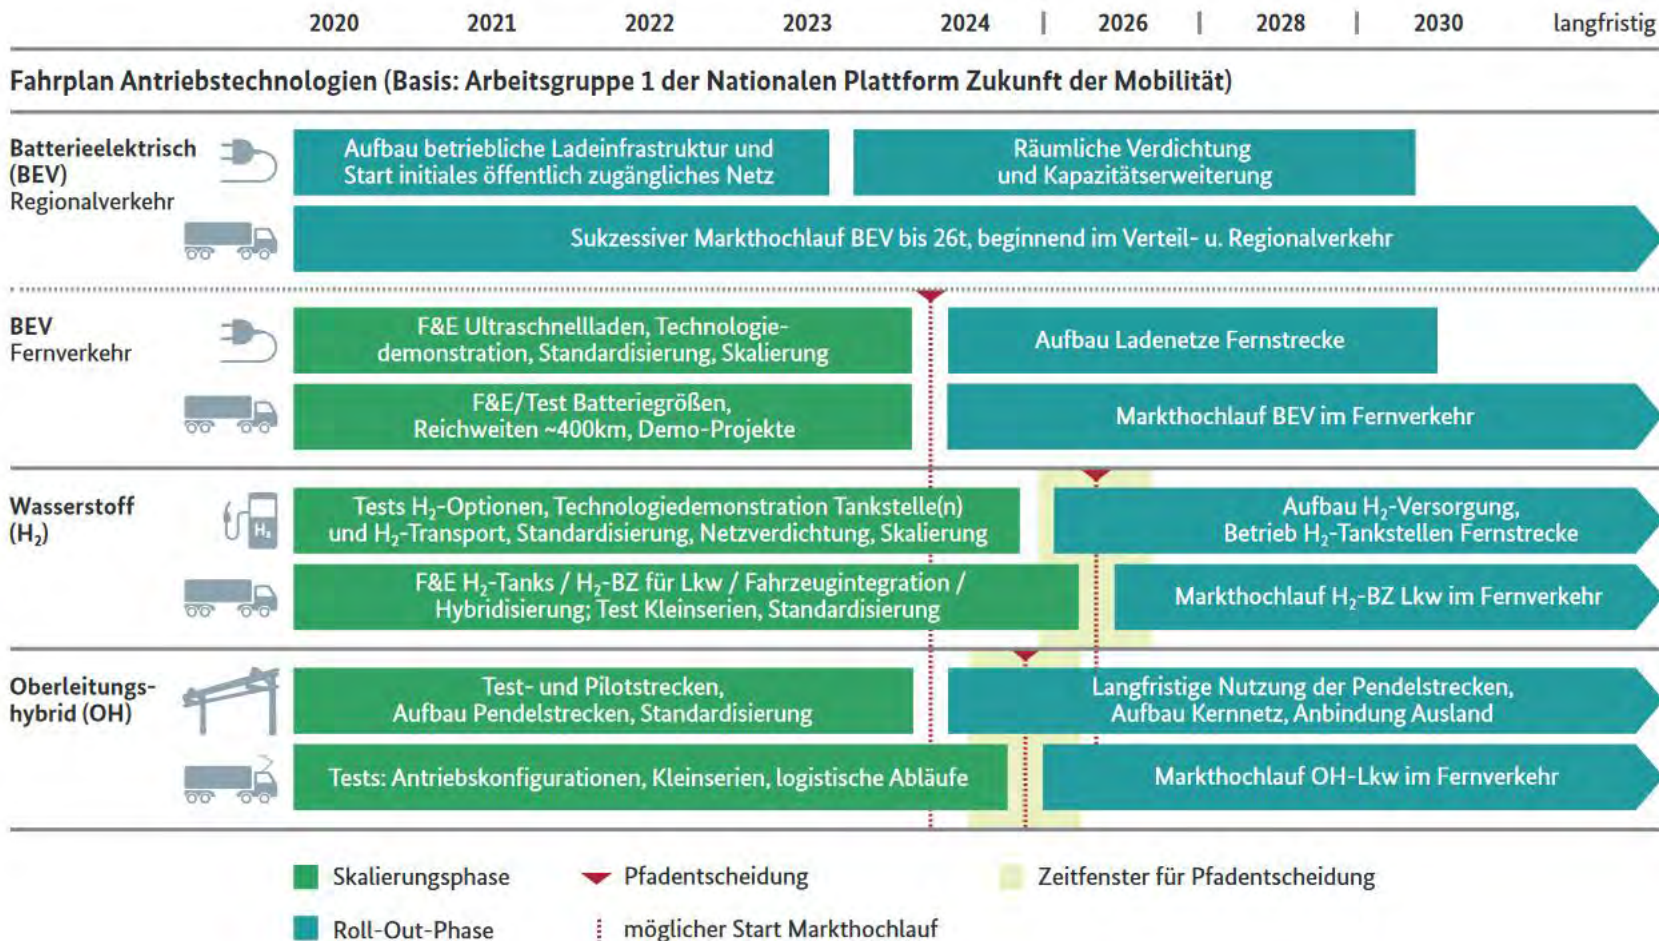 2020 2021 2022 2023 2024 | 2026 | 2028 | 2030 langfristig
Fahrplan Antriebstechnologien (Basis: Arbeitsgruppe 1 der Nationalen Plattform Zukunft der Mobilität)
Batterieelektrisch
(BEV)
Regionalverkehr
Aufbau betriebliche Ladeinfrastruktur und
Start initiales öffentlich zugängliches Netz
Räumliche Verdichtung
und Kapazitätserweiterung
Sukzessiver Markthochlauf BEV bis 26t, beginnend im Verteil- u. Regionalverkehr
BEV
Fernverkehr
F&E Ultraschnellladen, Technologie-
demonstration, Standardisierung, Skalierung
Aufbau Ladenetze Fernstrecke
F&E/Test Batteriegrößen,
Reichweiten ~400km, Demo-Projekte
Markthochlauf BEV im Fernverkehr
Wasserstoff
(H₂)
H₂
Tests H₂-Optionen, Technologiedemonstration Tankstelle(n)
und H₂-Transport, Standardisierung, Netzverdichtung, Skalierung
Aufbau H₂-Versorgung,
Betrieb H₂-Tankstellen Fernstrecke
F&E H₂-Tanks / H₂-BZ für Lkw / Fahrzeugintegration /
Hybridisierung; Test Kleinserien, Standardisierung
Markthochlauf H₂-BZ Lkw im Fernverkehr
Oberleitungs-
hybrid (OH)
Test- und Pilotstrecken,
Aufbau Pendelstrecken, Standardisierung
Langfristige Nutzung der Pendelstrecken,
Aufbau Kernnetz, Anbindung Ausland
Tests: Antriebskonfigurationen, Kleinserien, logistische Abläufe
Markthochlauf OH-Lkw im Fernverkehr
Skalierungsphase
Pfadentscheidung
Zeitfenster für Pfadentscheidung
Roll-Out-Phase
möglicher Start Markthochlauf